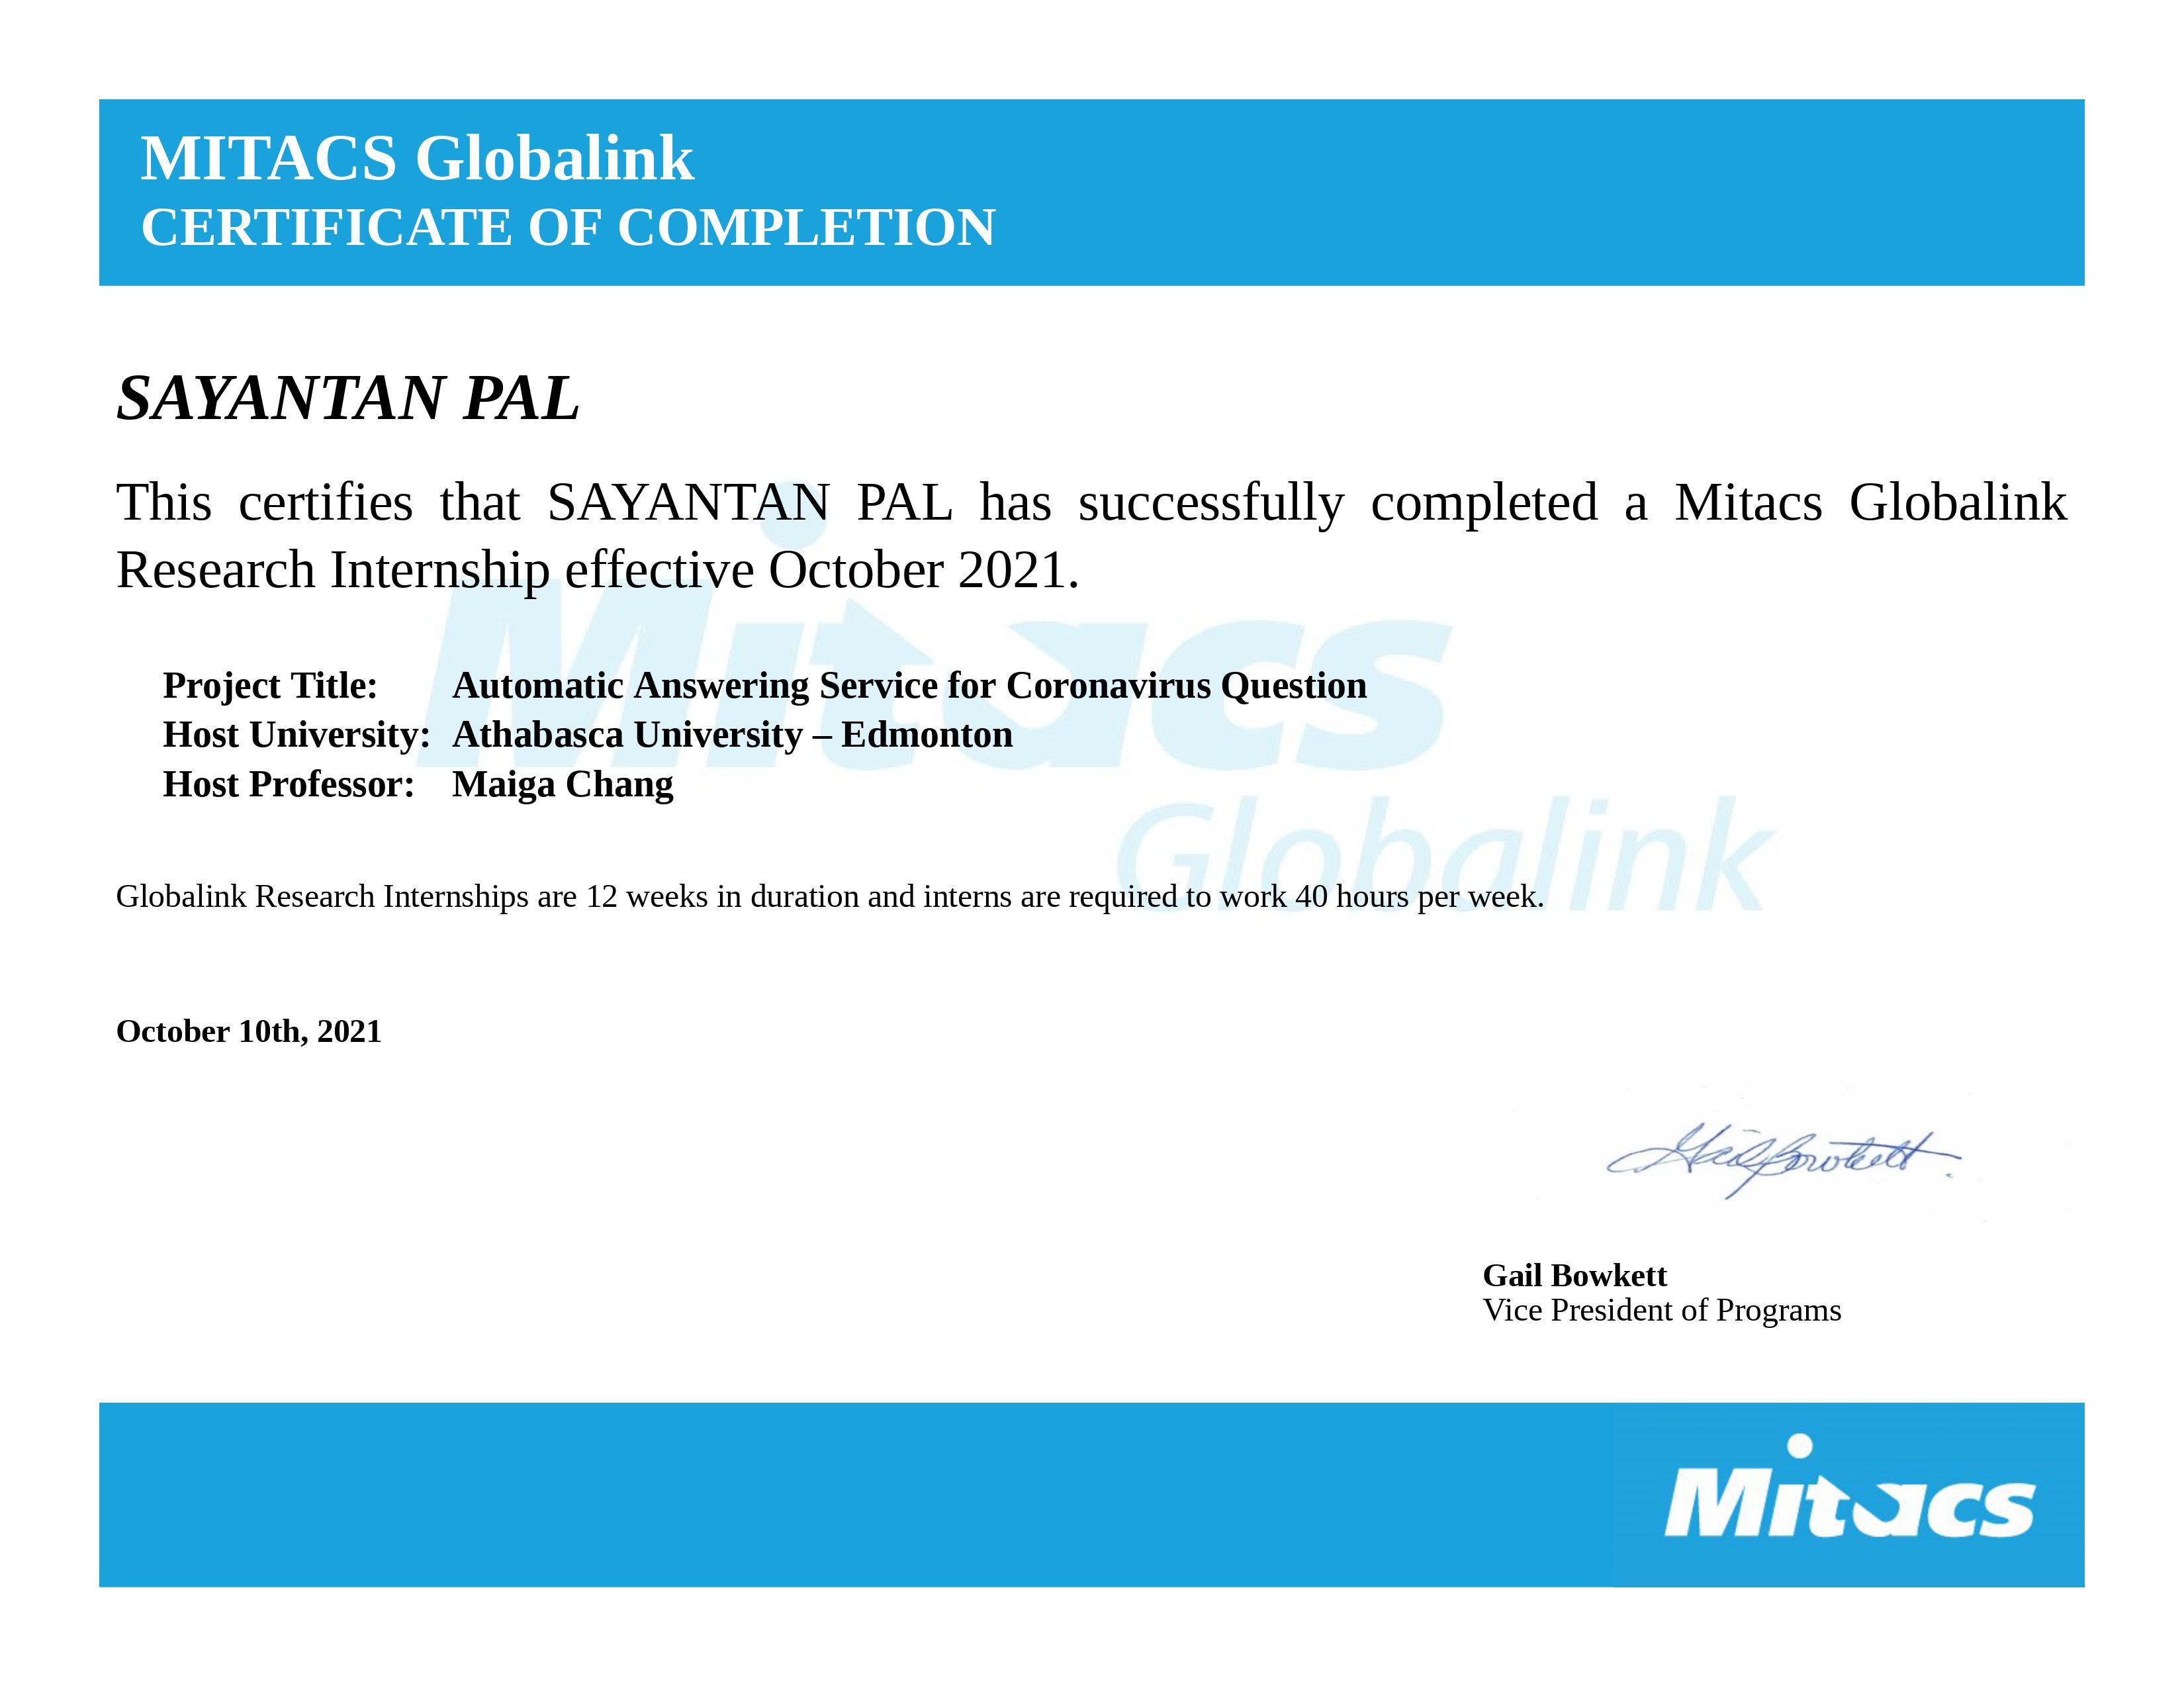 MITACS Globalink
CERTIFICATE OF COMPLETION
SAYANTAN PAL
This certifies that SAYANTAN PAL has successfully completed a Mitacs Globalink
Research Internship effective October 2021.
Mitacs
Globalink
Project Title: Automatic Answering Service for Coronavirus Question
Host University: Athabasca University – Edmonton
Host Professor: Maiga Chang
Globalink Research Internships are 12 weeks in duration and interns are required to work 40 hours per week.
October 10th, 2021
Gail Bowkett
Gail Bowkett
Vice President of Programs
Mitacs